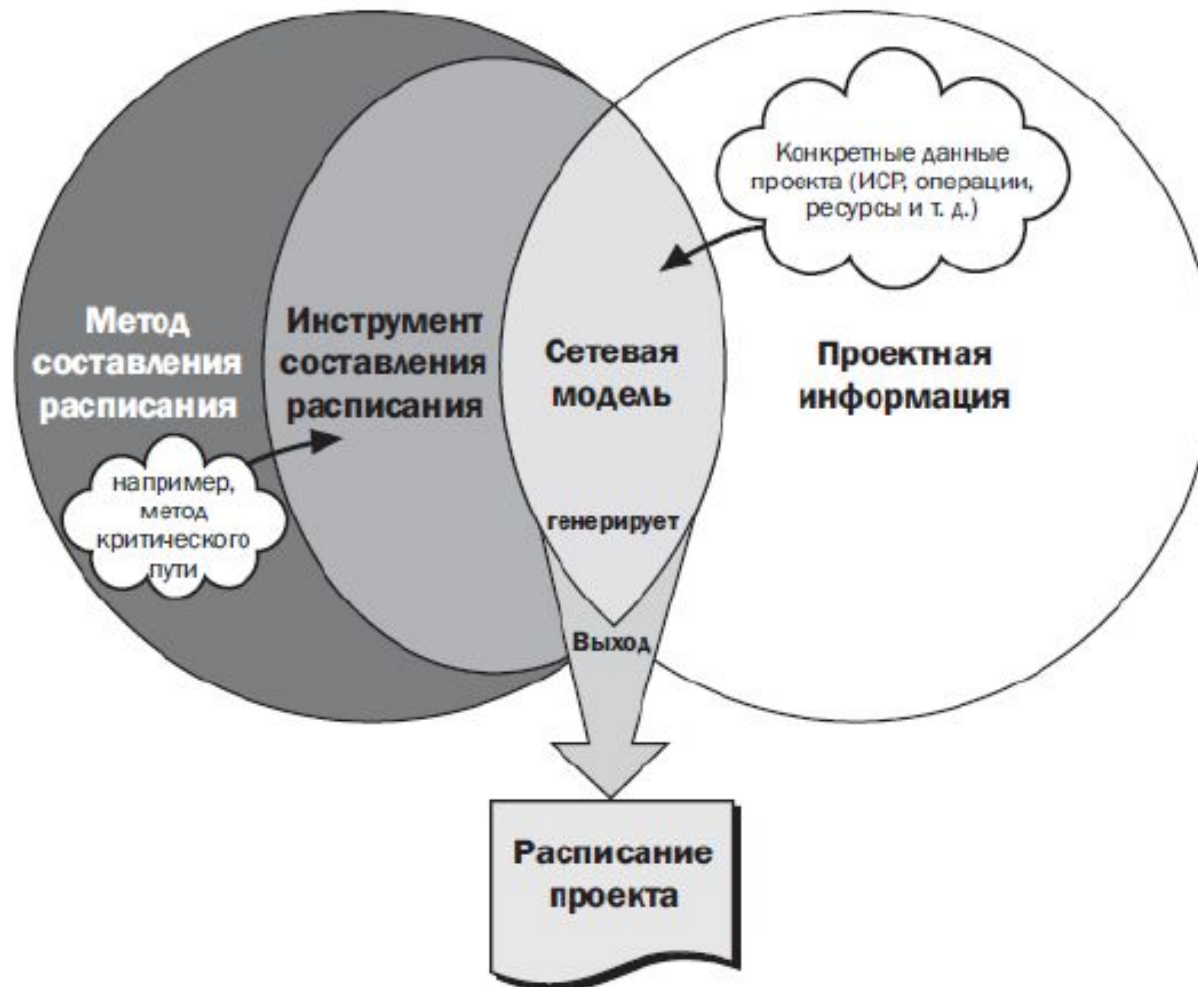 Конкретные данные
проекта (ИСР, операции,
ресурсы и т. д.)
Метод
составления
расписания
Инструмент
составления
расписания
Сетевая
модель
Проектная
информация
например,
метод
критического
пути
генерирует
Выход
Расписание
проекта